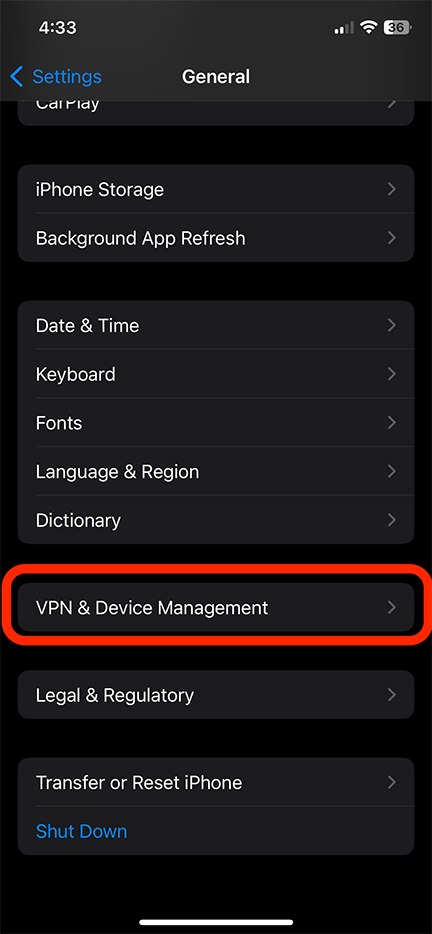 4:33
36
Settings
General
CarPlay
iPhone Storage
Background App Refresh
Date & Time
Keyboard
Fonts
Language & Region
Dictionary
VPN & Device Management
Legal & Regulatory
Transfer or Reset iPhone
Shut Down